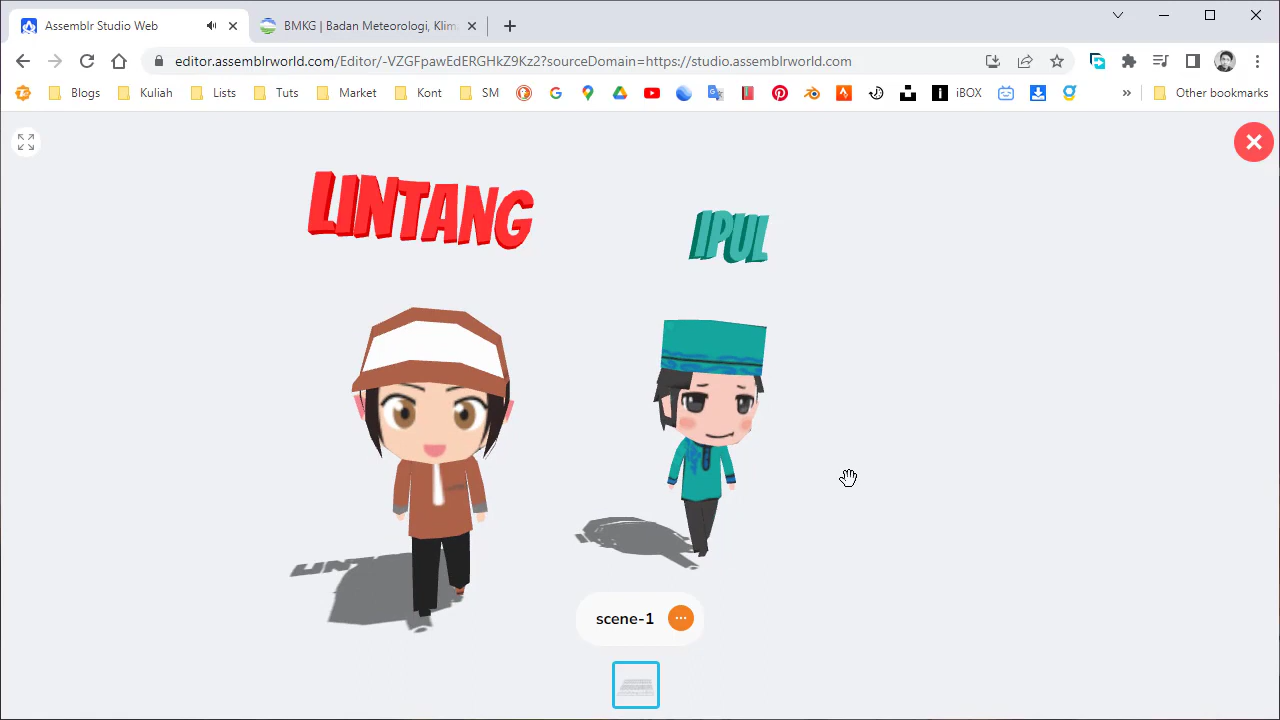 Assemblr Studio Web
BMKG | Badan Meteorologi, Klim
editor.assemblrworld.com/Editor/-VZGFpawBEERGHkZ9Kz2?sourceDomain=https://studio.assemblrworld.com
Blogs Kuliah Lists Tuts Market Kont SM iBOX » Other bookmarks
LINTANG
IPUL
scene-1